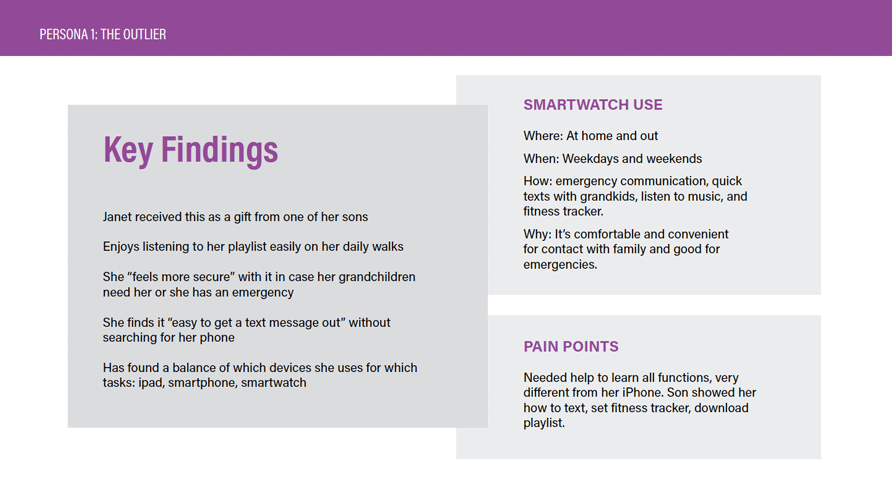 PERSONA 1: THE OUTLIER
Key Findings
Janet received this as a gift from one of her sons
Enjoys listening to her playlist easily on her daily walks
She “feels more secure” with it in case her grandchildren
need her or she has an emergency
She finds it “easy to get a text message out” without
searching for her phone
Has found a balance of which devices she uses for which
tasks: ipad, smartphone, smartwatch
SMARTWATCH USE
Where: At home and out
When: Weekdays and weekends
How: emergency communication, quick
texts with grandkids, listen to music, and
fitness tracker.
Why: It’s comfortable and convenient
for contact with family and good for
emergencies.
PAIN POINTS
Needed help to learn all functions, very
different from her iPhone. Son showed her
how to text, set fitness tracker, download
playlist.